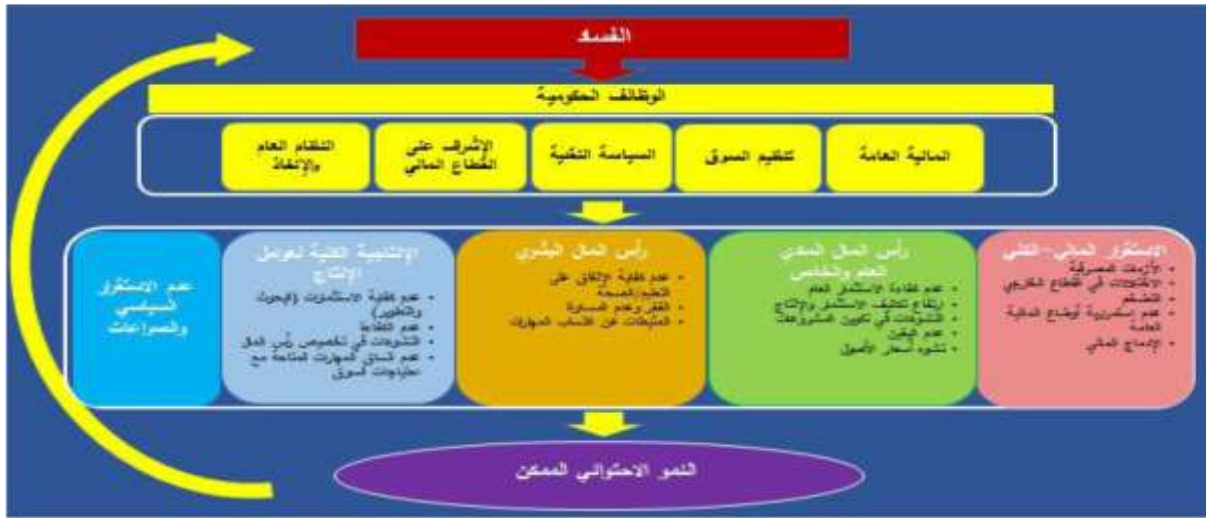 الفساد
الوظائف الحكومية
المالية العامة
تنظيم السوق
السياسة النقدية
الإشراف على
القطاع المالي
النظام العام
والإنفاذ
الاستقرار المالي-الكلي
الأزمات المصرفية
الاختلالات في القطاع الخارجي
التضخم
عدم إستمرارية أوضاع المالية
العامة
الإدماج المالي
رأس المال المادي
العام والخاص
عدم كفاءة الاستثمار العام
ارتفاع تكاليف الاستثمار والإنتاج
التشوهات في تكوين المشروعات
عدم اليقين
تشوه أسعار الأصول
رأس المال البشري
عدم كفاية الإنفاق على
التعليم/الصحة
الفقر وعدم المساواة
المثبطات عن اكتساب المهارات
الإنتاجية الكلية لعوامل
الإنتاج
عدم كفاية الاستثمارات (البحوث
والتطوير)
عدم الكفاءة
التشوهات في تخصيص رأس المال
عدم اتساق المهارات المتاحة مع
احتياجات السوق
عدم الاستقرار
السياسي
والصراعات
النمو الاحتوائي الممكن